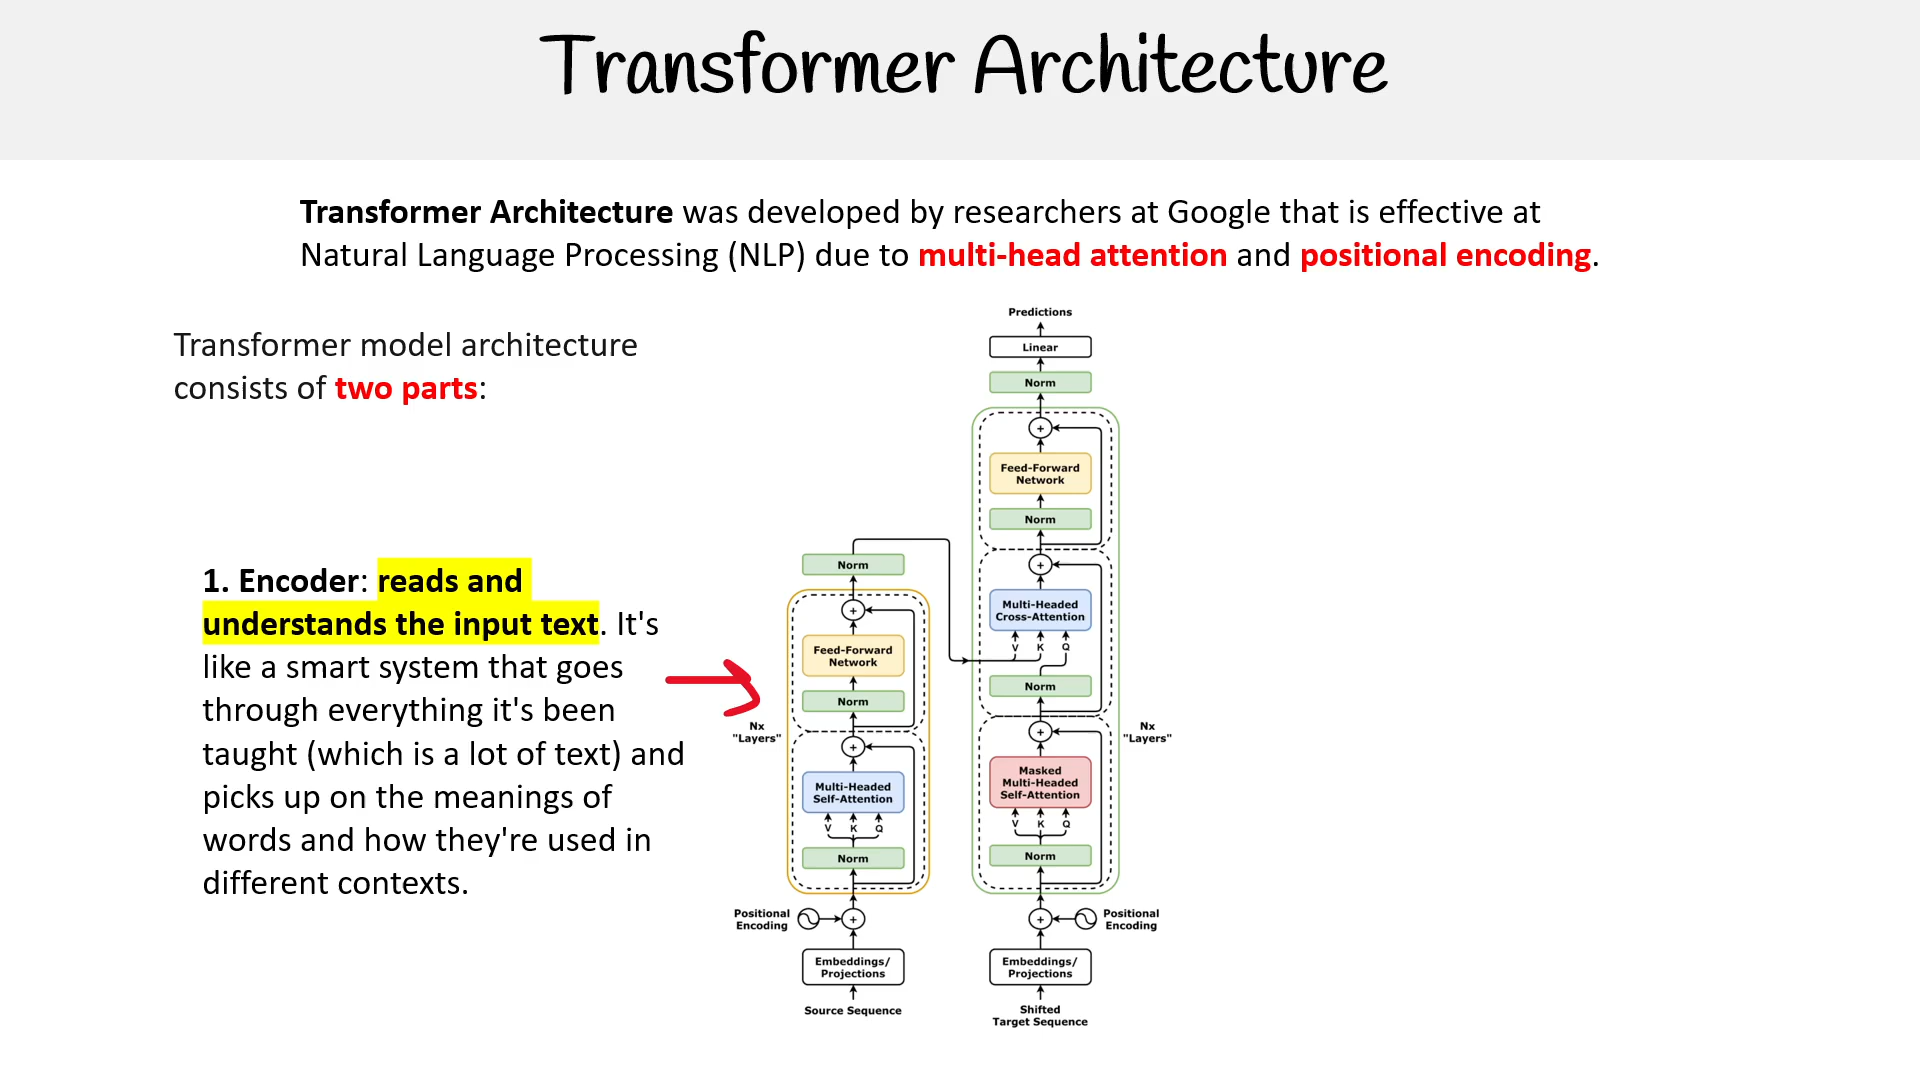 Transformer Architecture
Transformer Architecture was developed by researchers at Google that is effective at
Natural Language Processing (NLP) due to multi-head attention and positional encoding.
Transformer model architecture
consists of two parts:
1. Encoder: reads and
understands the input text. It's
like a smart system that goes
through everything it's been
taught (which is a lot of text) and
picks up on the meanings of
words and how they're used in
different contexts.
Norm
+
Feed-Forward
Network
Norm
Nx
"Layers"
+
Multi-Headed
Self-Attention
V K Q
Norm
Positional
Encoding
+
Embeddings/
Projections
Source Sequence
Predictions
Linear
Norm
+
Feed-Forward
Network
Norm
+
Multi-Headed
Cross-Attention
V K Q
Norm
Nx
"Layers"
+
Masked
Multi-Headed
Self-Attention
V K Q
Norm
+
Positional
Encoding
Embeddings/
Projections
Shifted
Target Sequence